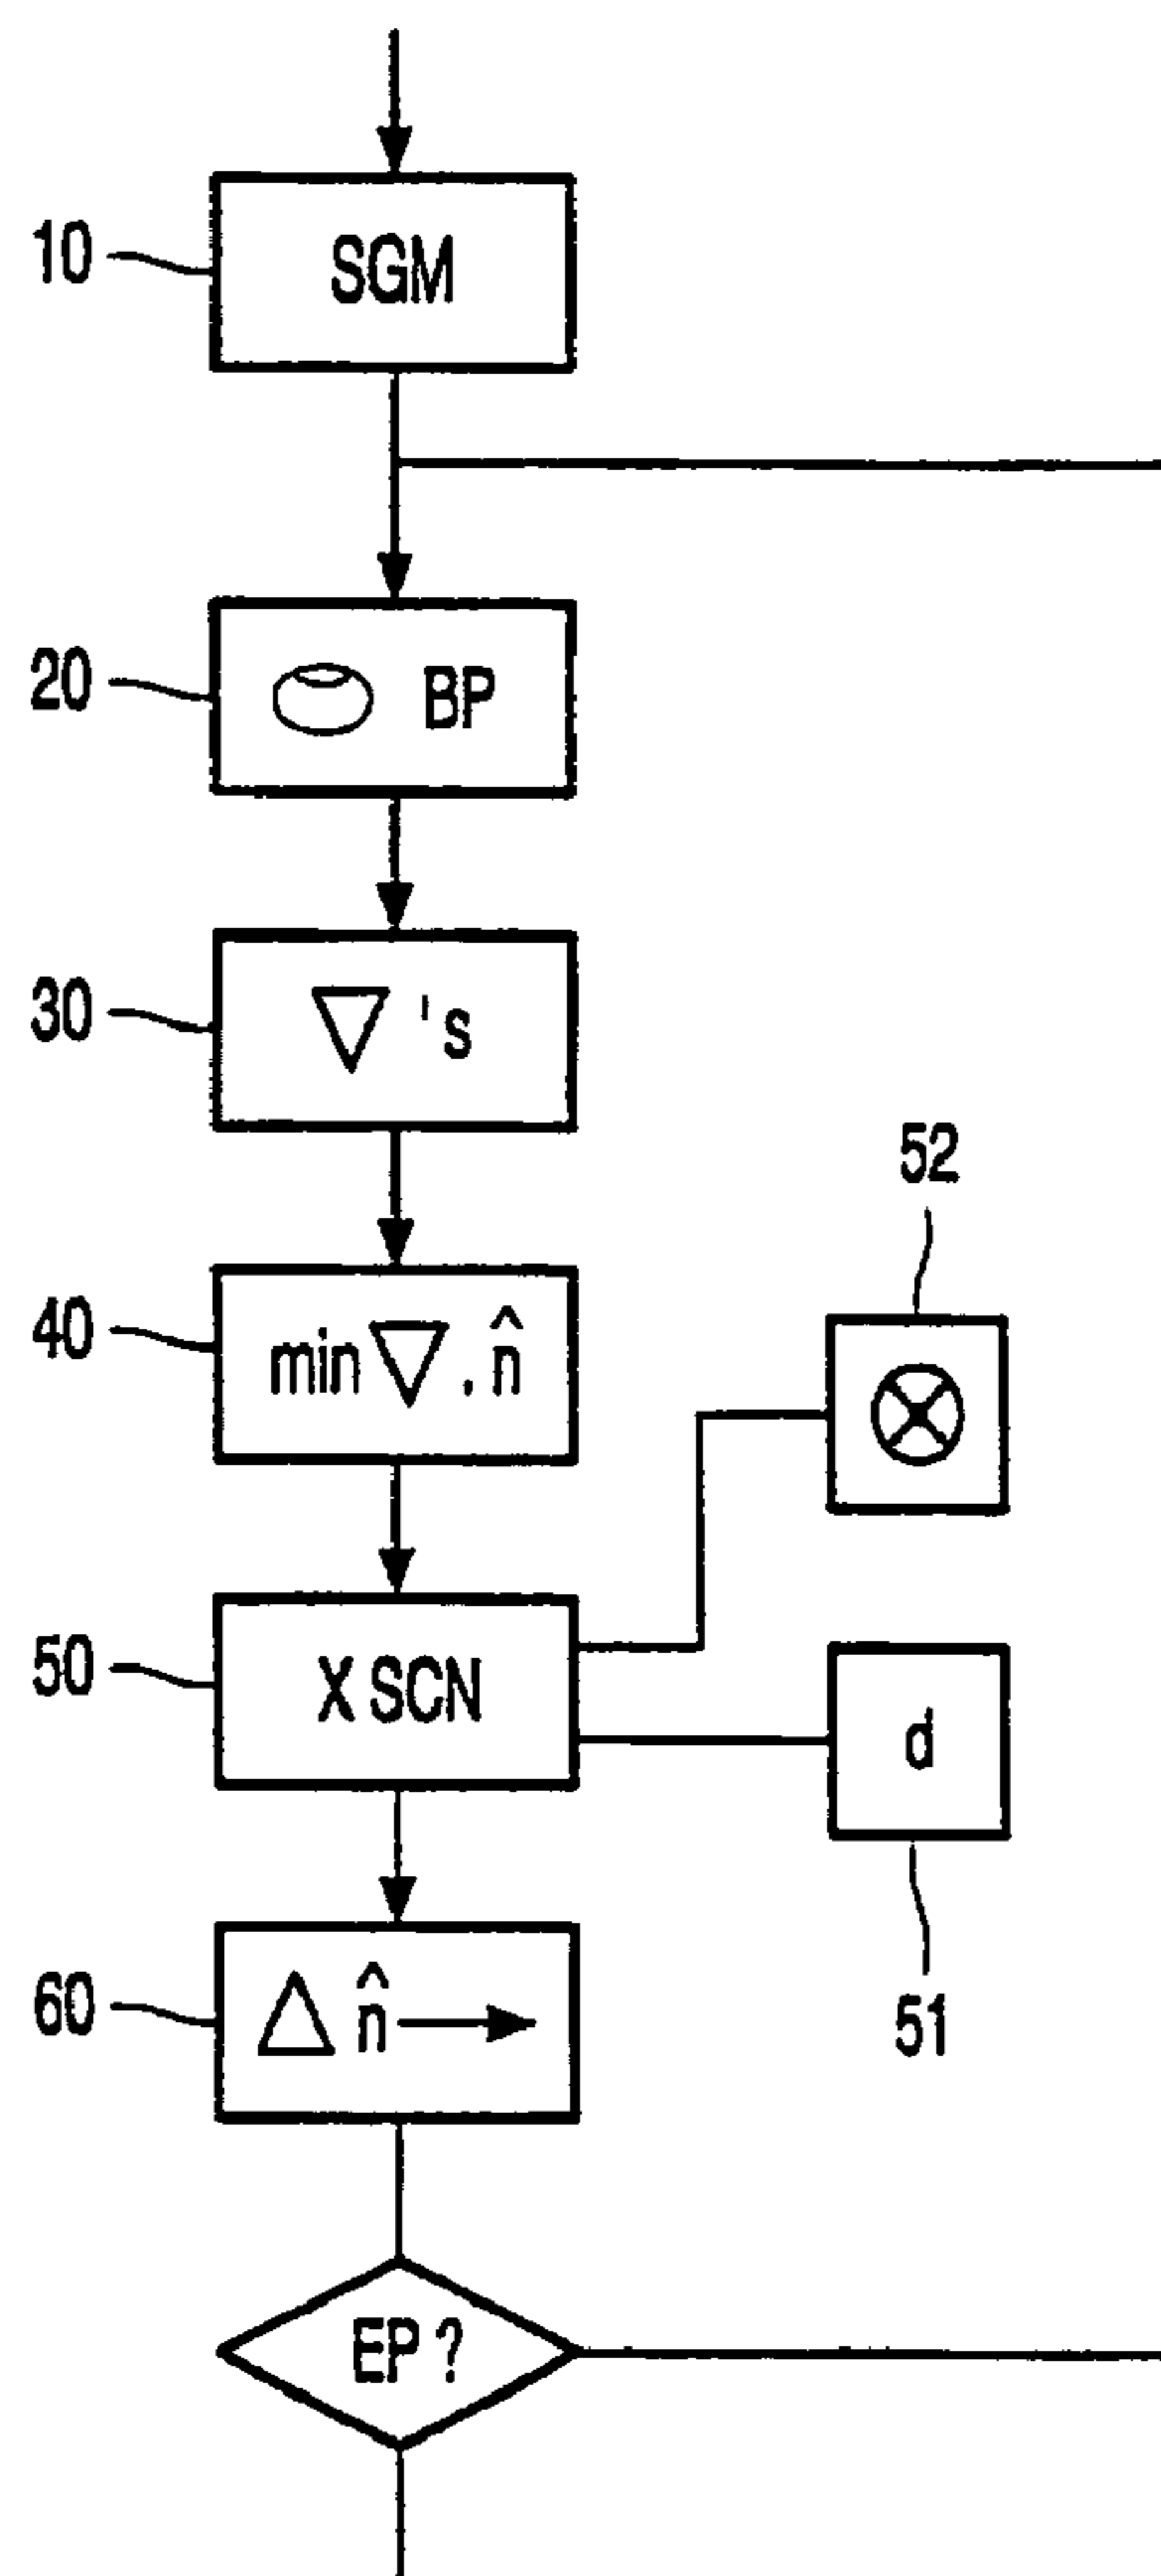 10
SGM
20
BP
30
▽ 's
40
min ▽ . n̂
52
50
X SCN
d
51
60
△ n̂ →
EP ?